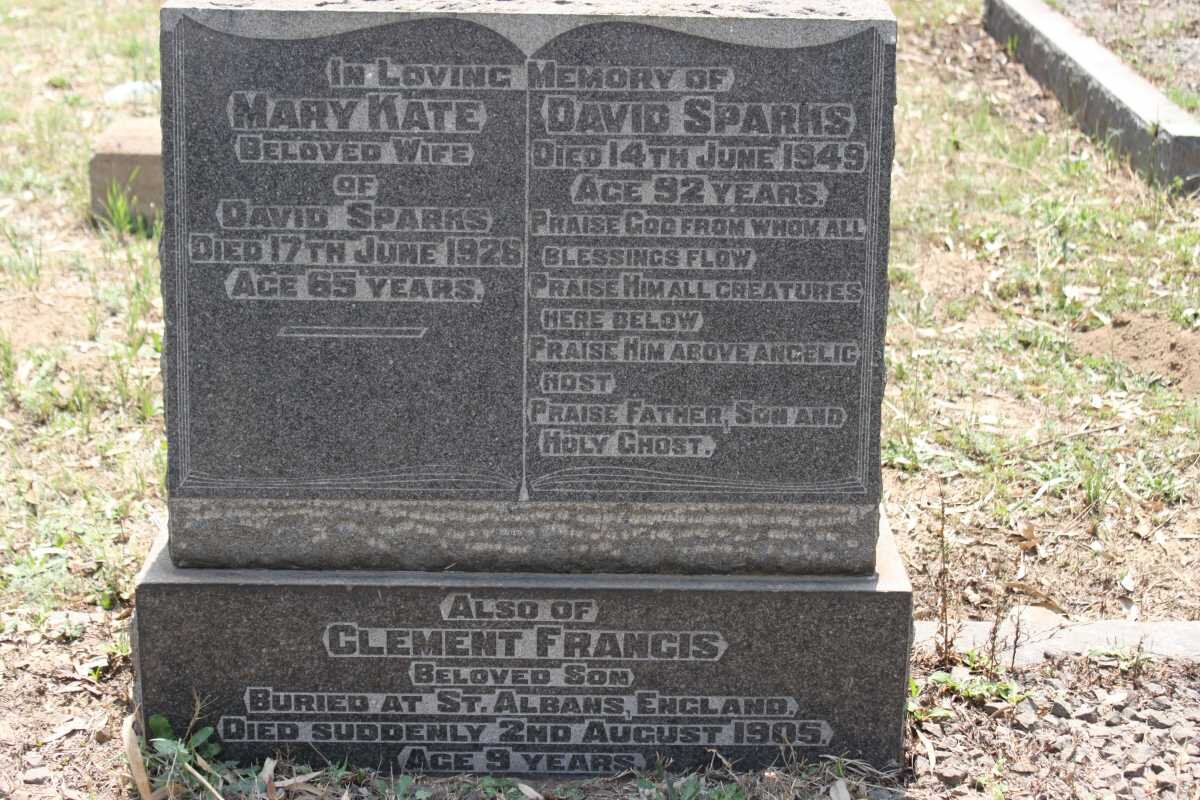 In Loving Memory of
Mary Kate
Beloved Wife
of
David Sparks
Died 17th June 1926
Age 65 years.
David Sparks
Died 14th June 1949
Age 92 years.
Praise God from whom all
blessings flow
Praise Him all creatures
here below
Praise Him above angelic
host
Praise Father, Son and
Holy Ghost.
Also of
Clement Francis
Beloved Son
Buried at St. Albans, England.
Died suddenly 2nd August 1905.
Age 9 years.